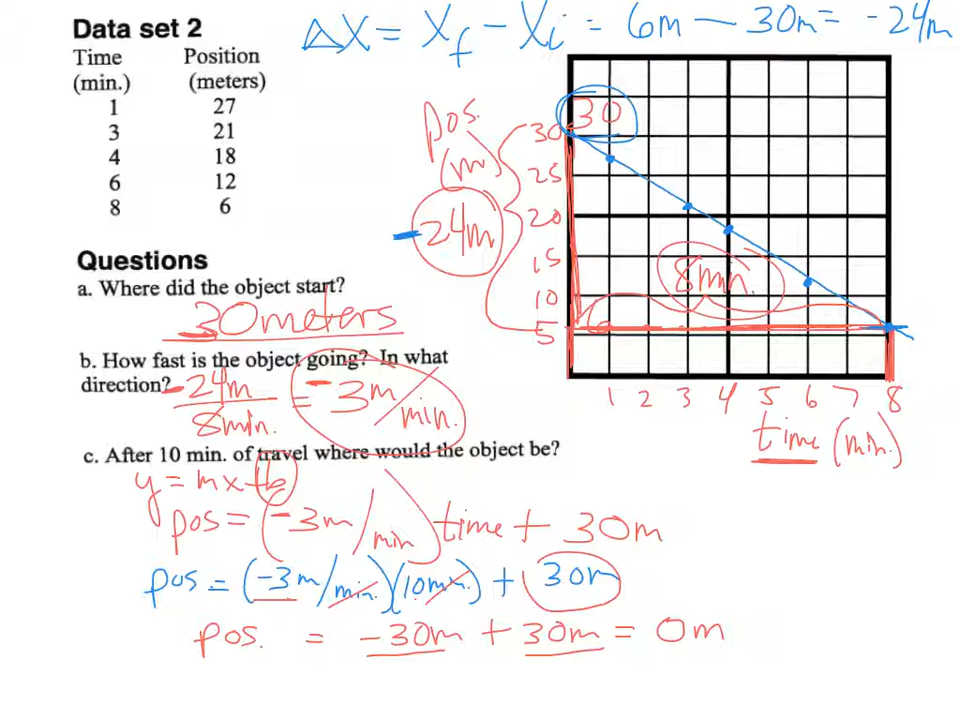 Data set 2
ΔX = Xf - Xi = 6m - 30m = -24m
Time Position
(min.) (meters)
1 27
3 21
4 18
6 12
8 6
pos.
(m)
-24m
30
30
25
20
15
10
5
8min.
6
1 2 3 4 5 6 7 8
time (min.)
Questions
a. Where did the object start?
30meters
b. How fast is the object going? In what
direction?
-24m / 8min. = -3m/min.
c. After 10 min. of travel where would the object be?
y = mx+b
pos = (-3m/min) time + 30m
pos = (-3m/min.)(10min.) + 30m
pos. = -30m + 30m = 0m